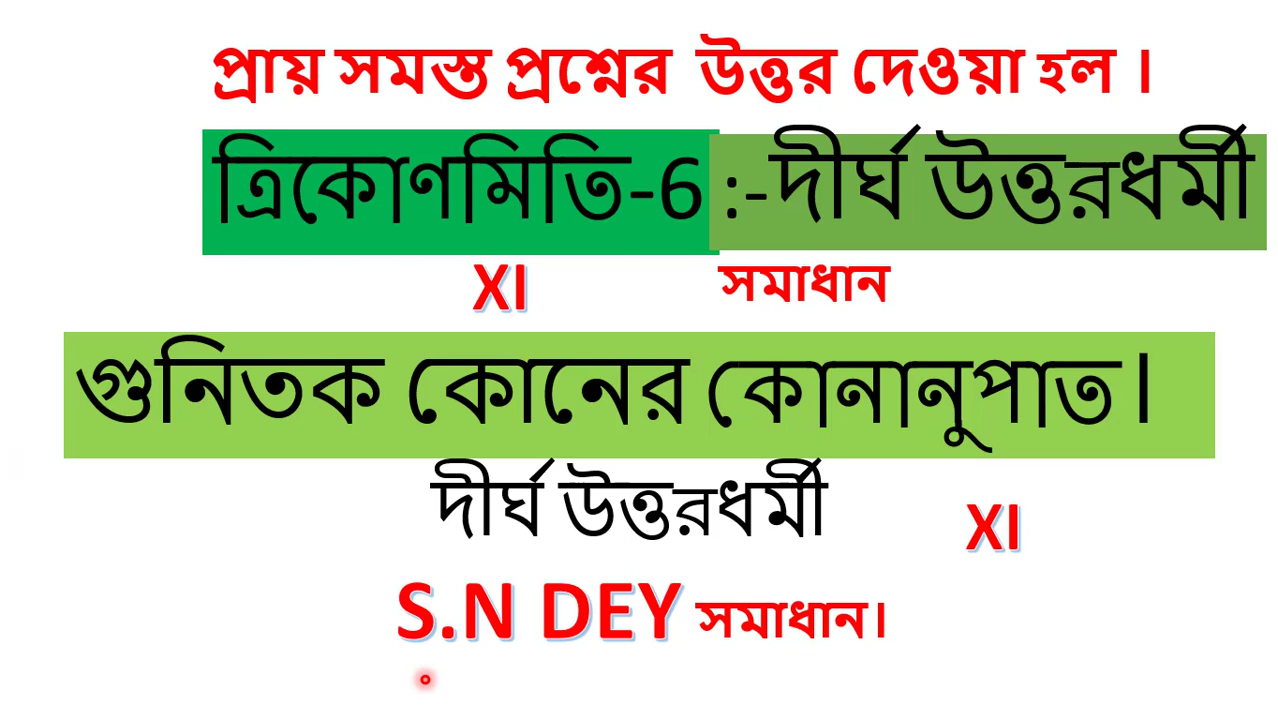 প্রায় সমস্ত প্রশ্নের উত্তর দেওয়া হল ।
ত্রিকোণমিতি-6 :-দীর্ঘ উত্তরধর্মী
XI সমাধান
গুনিতক কোনের কোনানুপাত।
দীর্ঘ উত্তরধর্মী
XI
S.N DEY সমাধান।